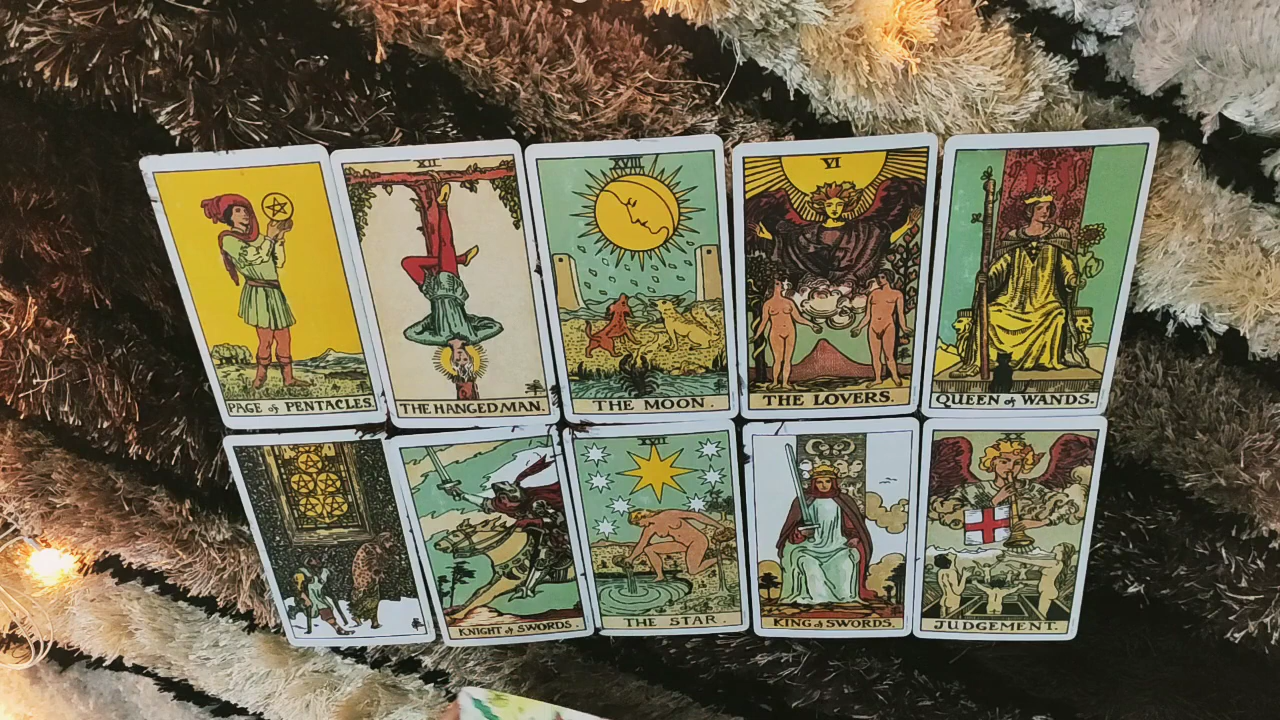 XII
XVIII
VI
PAGE of PENTACLES.
THE HANGED MAN.
THE MOON.
THE LOVERS.
QUEEN of WANDS.
XVII
KNIGHT of SWORDS.
THE STAR.
KING of SWORDS.
JUDGEMENT.